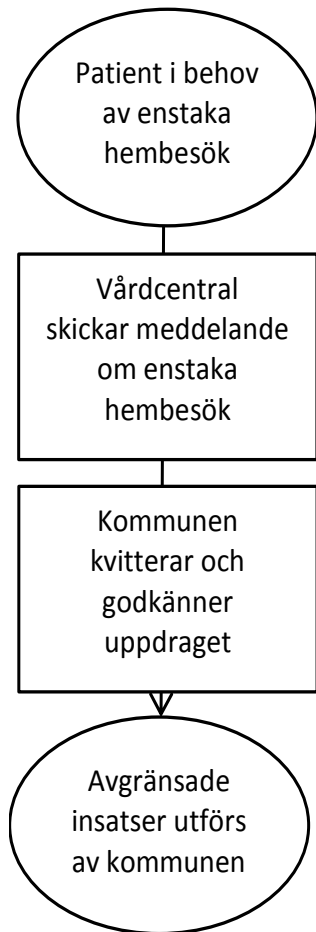 Patient i behov
av enstaka
hembesök
Vårdcentral
skickar meddelande
om enstaka
hembesök
Kommunen
kvitterar och
godkänner
uppdraget
Avgränsade
insatser utförs
av kommunen